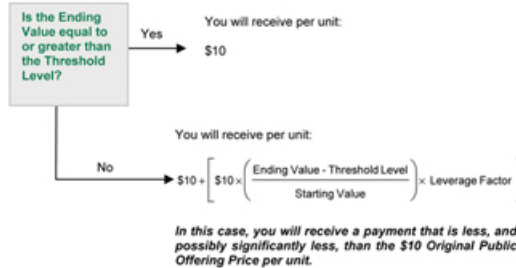 Is the Ending
Value equal to
or greater than
the Threshold
Level?
Yes
You will receive per unit:
$10
No
You will receive per unit:
$10 + [ $10 × ( Ending Value - Threshold Level / Starting Value ) × Leverage Factor
In this case, you will receive a payment that is less, and
possibly significantly less, than the $10 Original Public
Offering Price per unit.